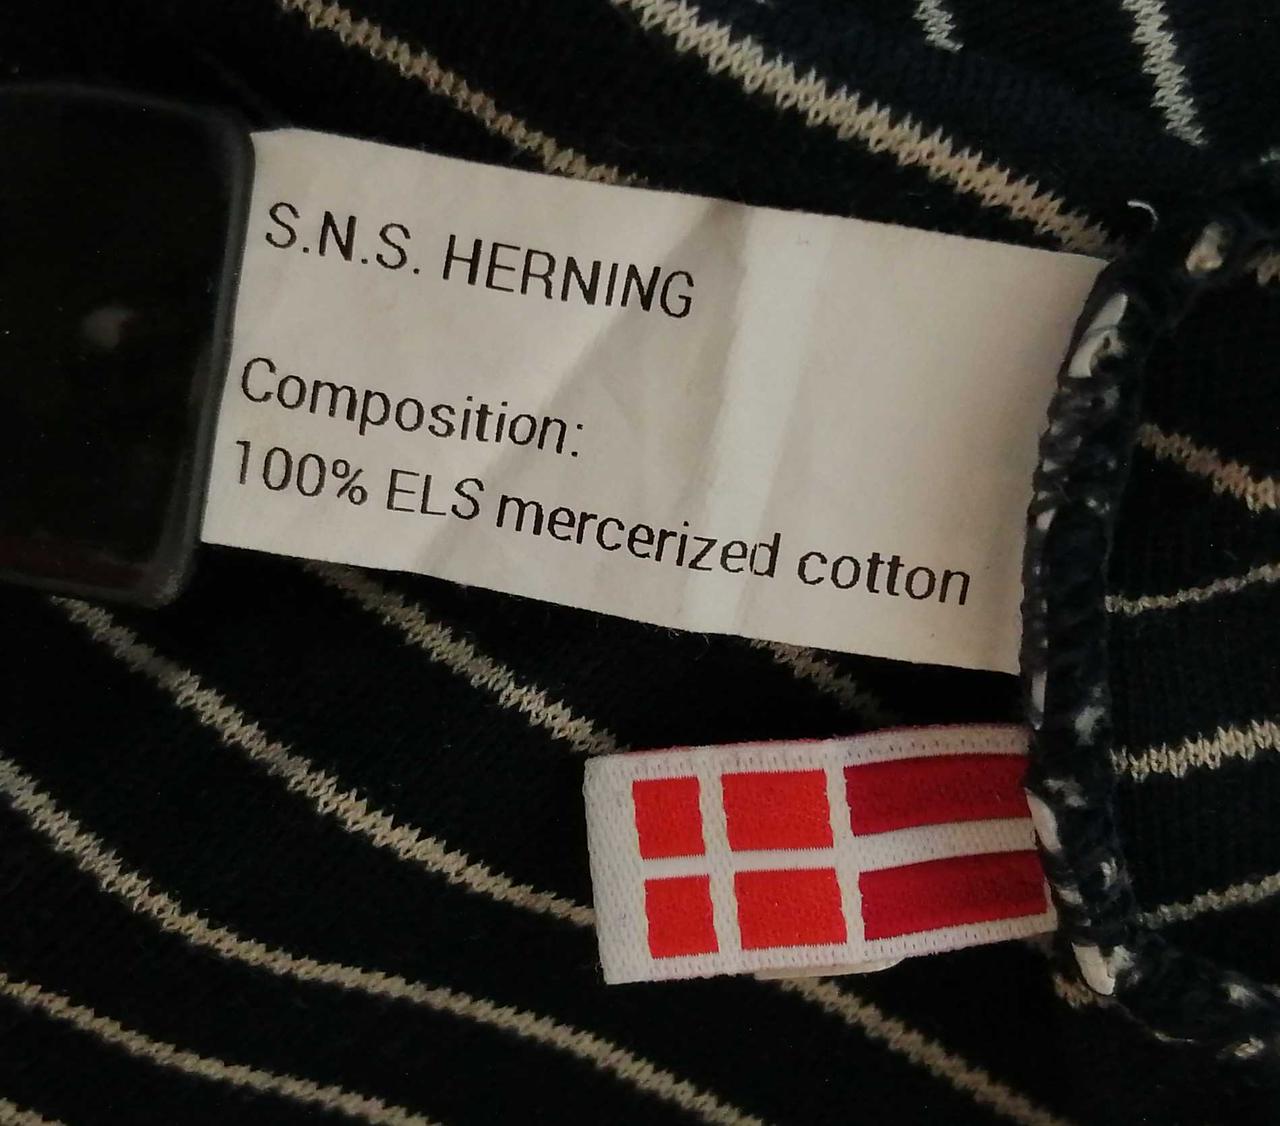 S.N.S. HERNING
Composition:
100% ELS mercerized cotton